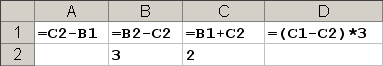 A B C D
1 =C2-B1 =B2-C2 =B1+C2 =(C1-C2)*3
2 3 2